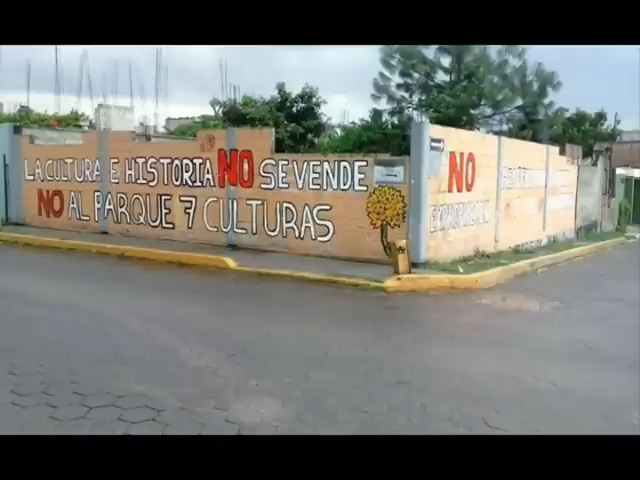 LA CULTURA E HISTORIA NO SE VENDE
NO AL PARQUE 7 CULTURAS
NO